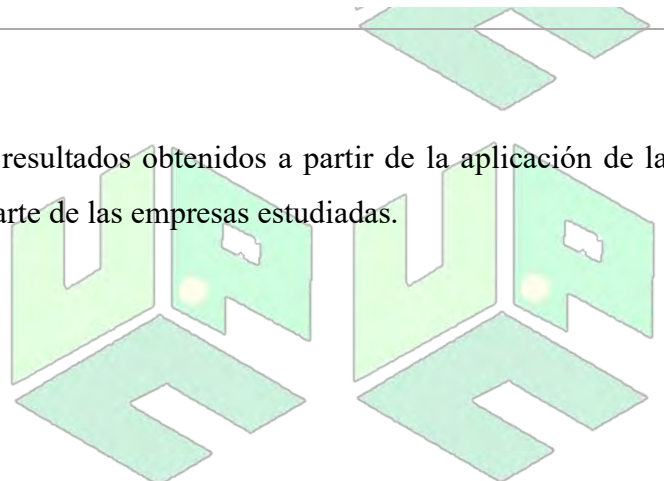 resultados obtenidos a partir de la aplicación de la
arte de las empresas estudiadas.